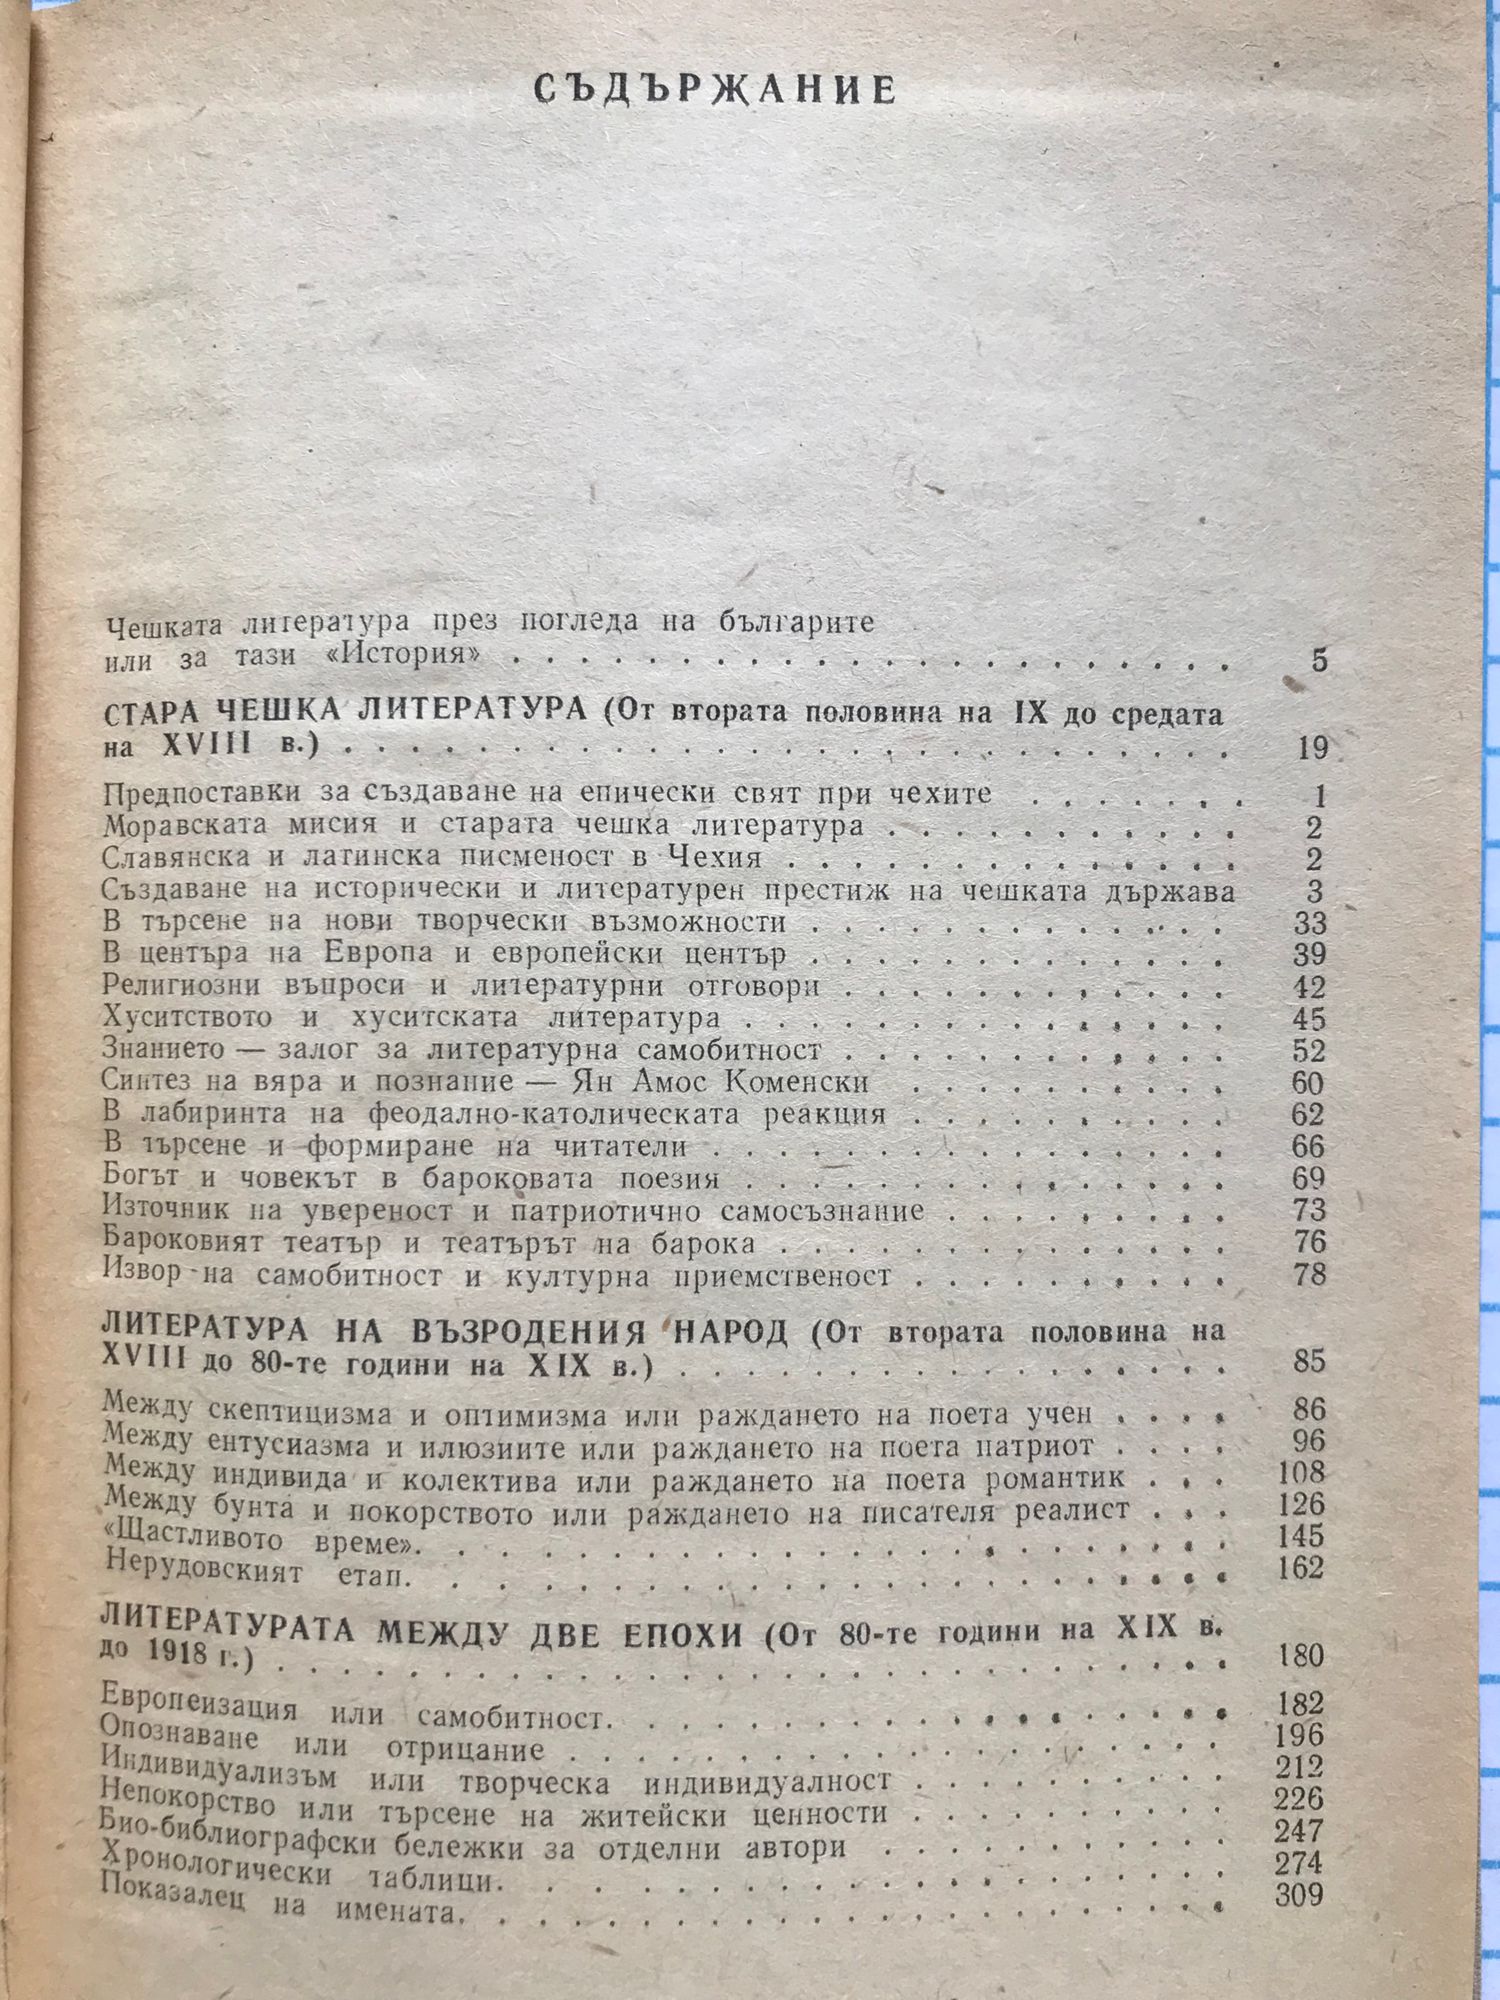 СЪДЪРЖАНИЕ
Чешката литература през погледа на българите
или за тази «История» . . . . . . . . . . . . . . . . . . . . 5
СТАРА ЧЕШКА ЛИТЕРАТУРА (От втората половина на IX до средата
на XVIII в.) . . . . . . . . . . . . . . . . . . . . . . . . 19
Предпоставки за създаване на епически свят при чехите . . . . . . . 1
Моравската мисия и старата чешка литература . . . . . . . . . . 2
Славянска и латинска писменост в Чехия . . . . . . . . . . . . . 2
Създаване на исторически и литературен престиж на чешката държава 3
В търсене на нови творчески възможности . . . . . . . . . . . . 33
В центъра на Европа и европейски център . . . . . . . . . . . . 39
Религиозни въпроси и литературни отговори . . . . . . . . . . . 42
Хуситството и хуситската литература . . . . . . . . . . . . . . 45
Знанието — залог за литературна самобитност . . . . . . . . . . . 52
Синтез на вяра и познание — Ян Амос Коменски . . . . . . . . . 60
В лабиринта на феодално-католическата реакция . . . . . . . . . 62
В търсене и формиране на читатели . . . . . . . . . . . . . . . 66
Богът и човекът в бароковата поезия . . . . . . . . . . . . . . 69
Източник на увереност и патриотично самосъзнание . . . . . . . . 73
Бароковият театър и театърът на барока . . . . . . . . . . . . . 76
Извор на самобитност и културна приемственост . . . . . . . . . 78
ЛИТЕРАТУРА НА ВЪЗРОДЕНИЯ НАРОД (От втората половина на
XVIII до 80-те години на XIX в.) . . . . . . . . . . . . . . . . 85
Между скептицизма и оптимизма или раждането на поета учен . . . . 86
Между ентусиазма и илюзиите или раждането на поета патриот . . . . 96
Между индивида и колектива или раждането на поета романтик . . . 108
Между бунта и покорството или раждането на писателя реалист . . . 126
«Щастливото време» . . . . . . . . . . . . . . . . . . . . . . . 145
Нерудовският етап . . . . . . . . . . . . . . . . . . . . . . . 162
ЛИТЕРАТУРАТА МЕЖДУ ДВЕ ЕПОХИ (От 80-те години на XIX в.
до 1918 г.) . . . . . . . . . . . . . . . . . . . . . . . . . . 180
Европеизация или самобитност . . . . . . . . . . . . . . . . . . 182
Опознаване или отрицание . . . . . . . . . . . . . . . . . . . 196
Индивидуализъм или творческа индивидуалност . . . . . . . . . 212
Непокорство или търсене на житейски ценности . . . . . . . . 226
Био-библиографски бележки за отделни автори . . . . . . . . . . 247
Хронологически таблици . . . . . . . . . . . . . . . . . . . . . 274
Показалец на имената . . . . . . . . . . . . . . . . . . . . . . 309